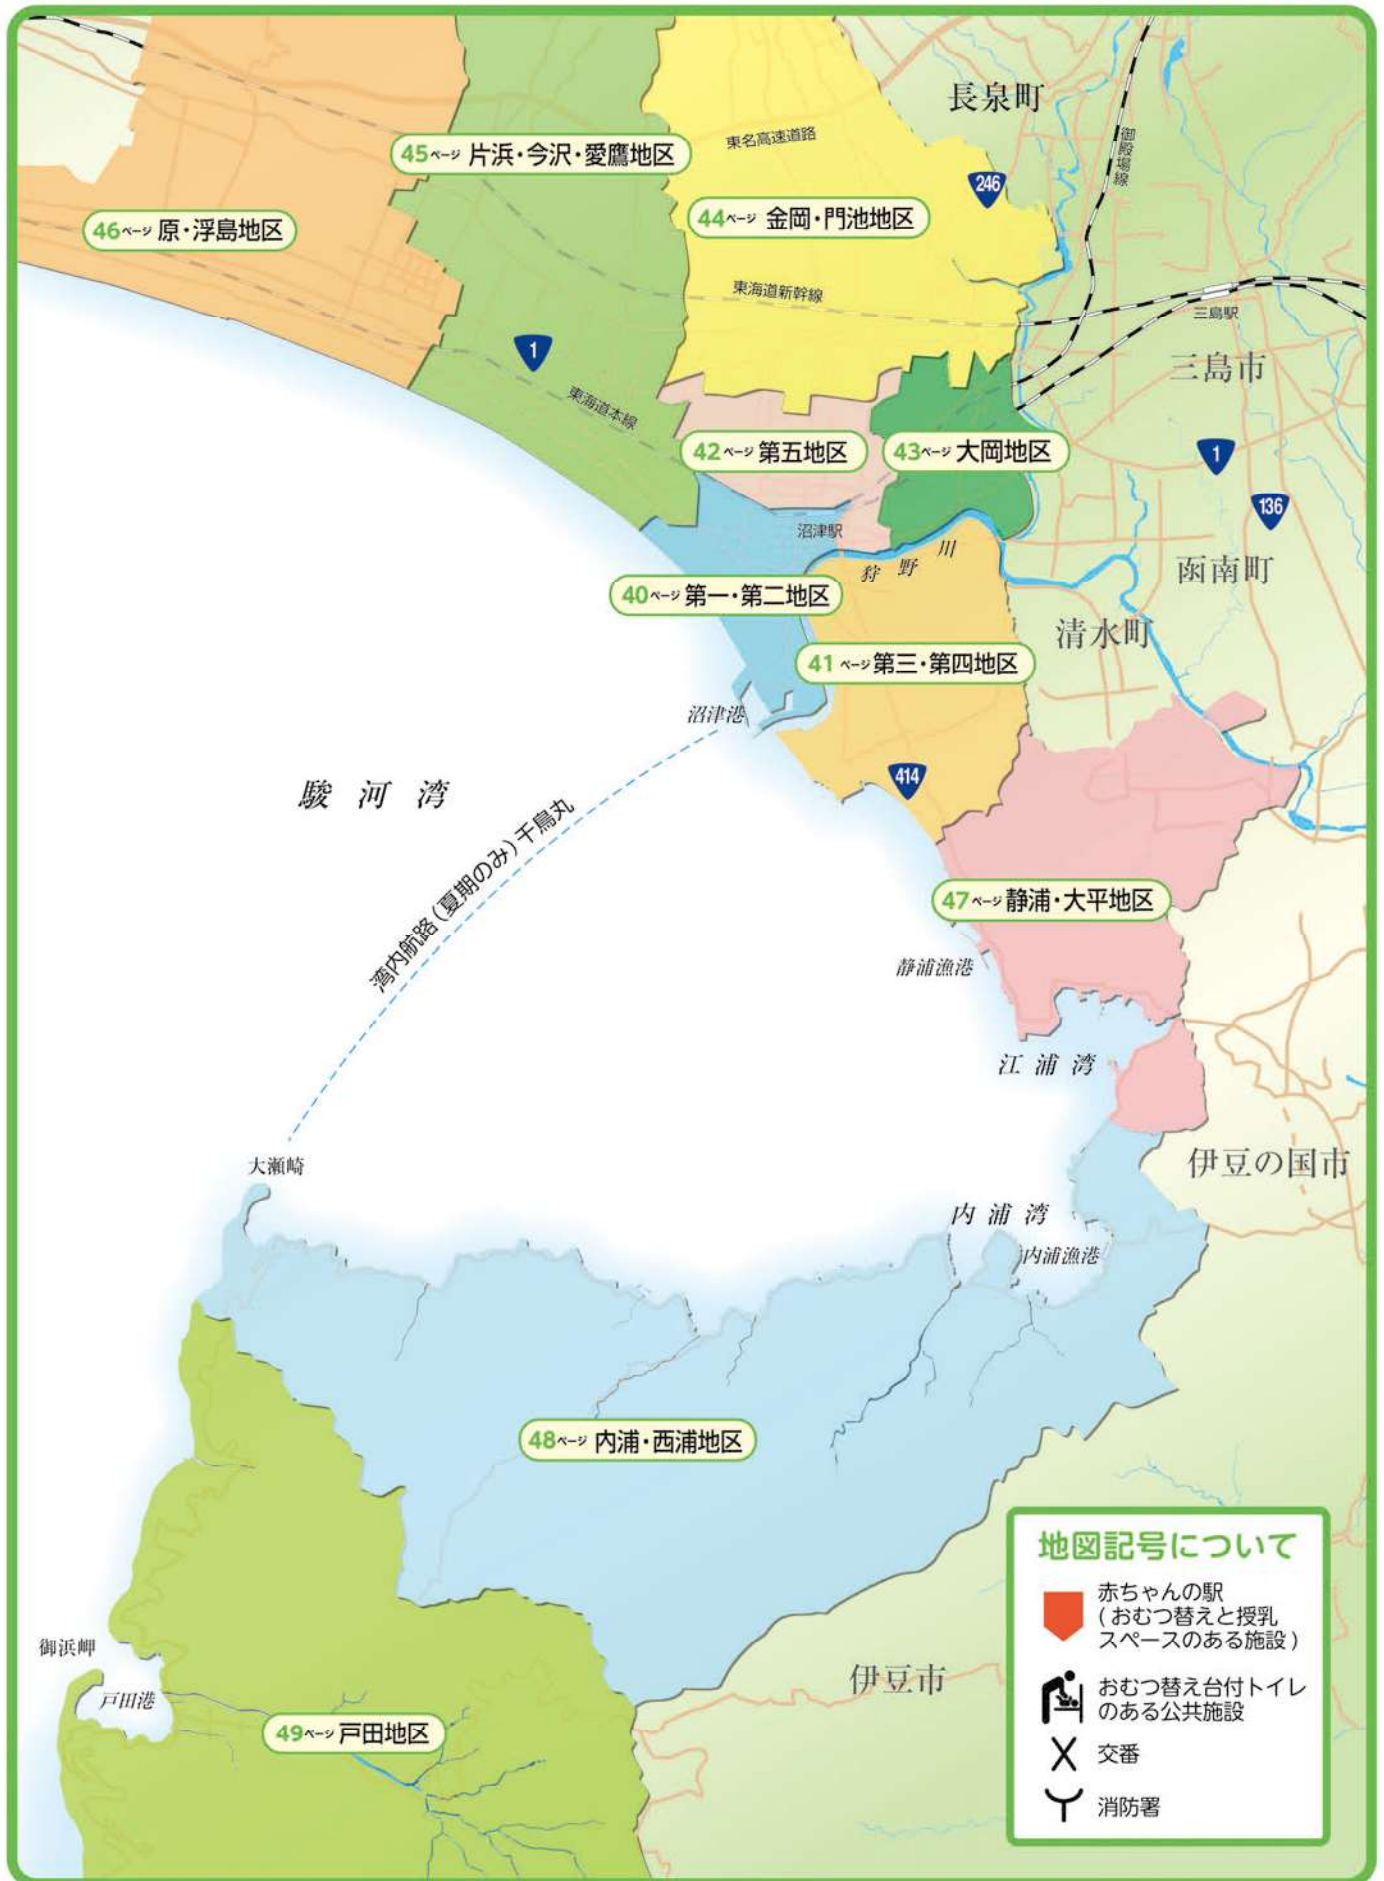 長泉町
東名高速道路
御殿場線
45ページ 片浜・今沢・愛鷹地区
246
44ページ 金岡・門池地区
46ページ 原・浮島地区
東海道新幹線
三島駅
1
三島市
東海道本線
42ページ 第五地区
43ページ 大岡地区
1
136
沼津駅
狩野川
函南町
40ページ 第一・第二地区
清水町
41ページ 第三・第四地区
沼津港
414
駿河湾
湾内航路(夏期のみ)千鳥丸
47ページ 静浦・大平地区
静浦漁港
江浦湾
大瀬崎
伊豆の国市
内浦湾
内浦漁港
48ページ 内浦・西浦地区
御浜岬
戸田港
49ページ 戸田地区
伊豆市
地図記号について
赤ちゃんの駅
(おむつ替えと授乳
スペースのある施設)
おむつ替え台付トイレ
のある公共施設
交番
消防署